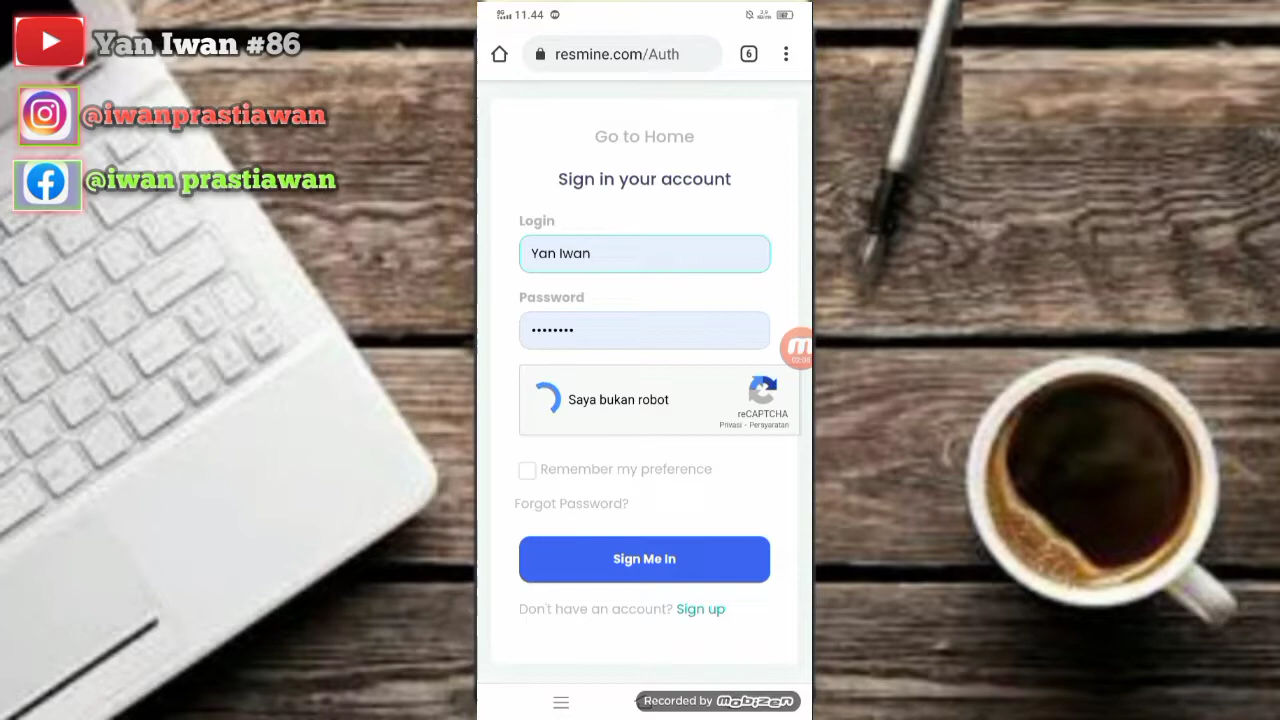 Yan Iwan #86
@iwanprastiawan
@iwan prastiawan
11.44
resmine.com/Auth
6
Go to Home
Sign in your account
Login
Yan Iwan
Password
••••••••
02:06
Saya bukan robot
reCAPTCHA
Privasi - Persyaratan
Remember my preference
Forgot Password?
Sign Me In
Don't have an account? Sign up
Recorded by mobizen